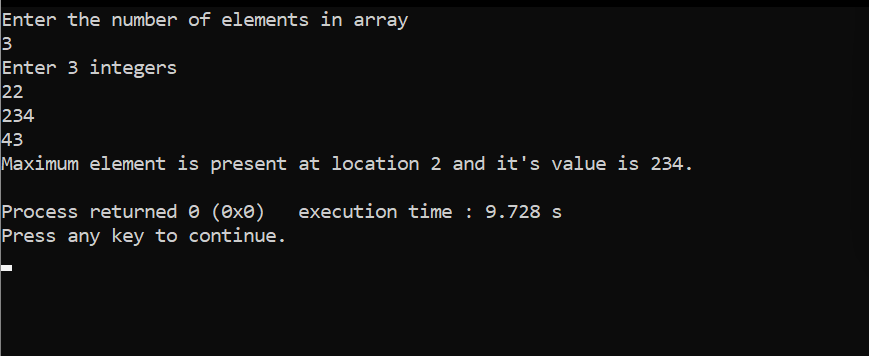 Enter the number of elements in array
3
Enter 3 integers
22
234
43
Maximum element is present at location 2 and it's value is 234.
Process returned 0 (0x0)   execution time : 9.728 s
Press any key to continue.